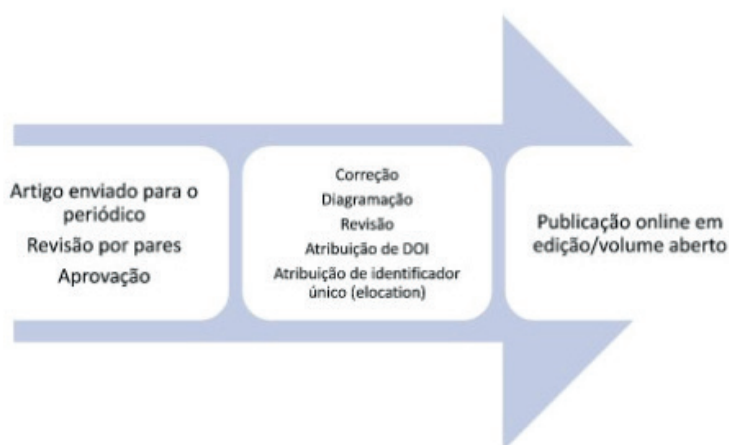 Artigo enviado para o
periódico
Revisão por pares
Aprovação
Correção
Diagramação
Revisão
Atribuição de DOI
Atribuição de identificador
único (elocation)
Publicação online em
edição/volume aberto